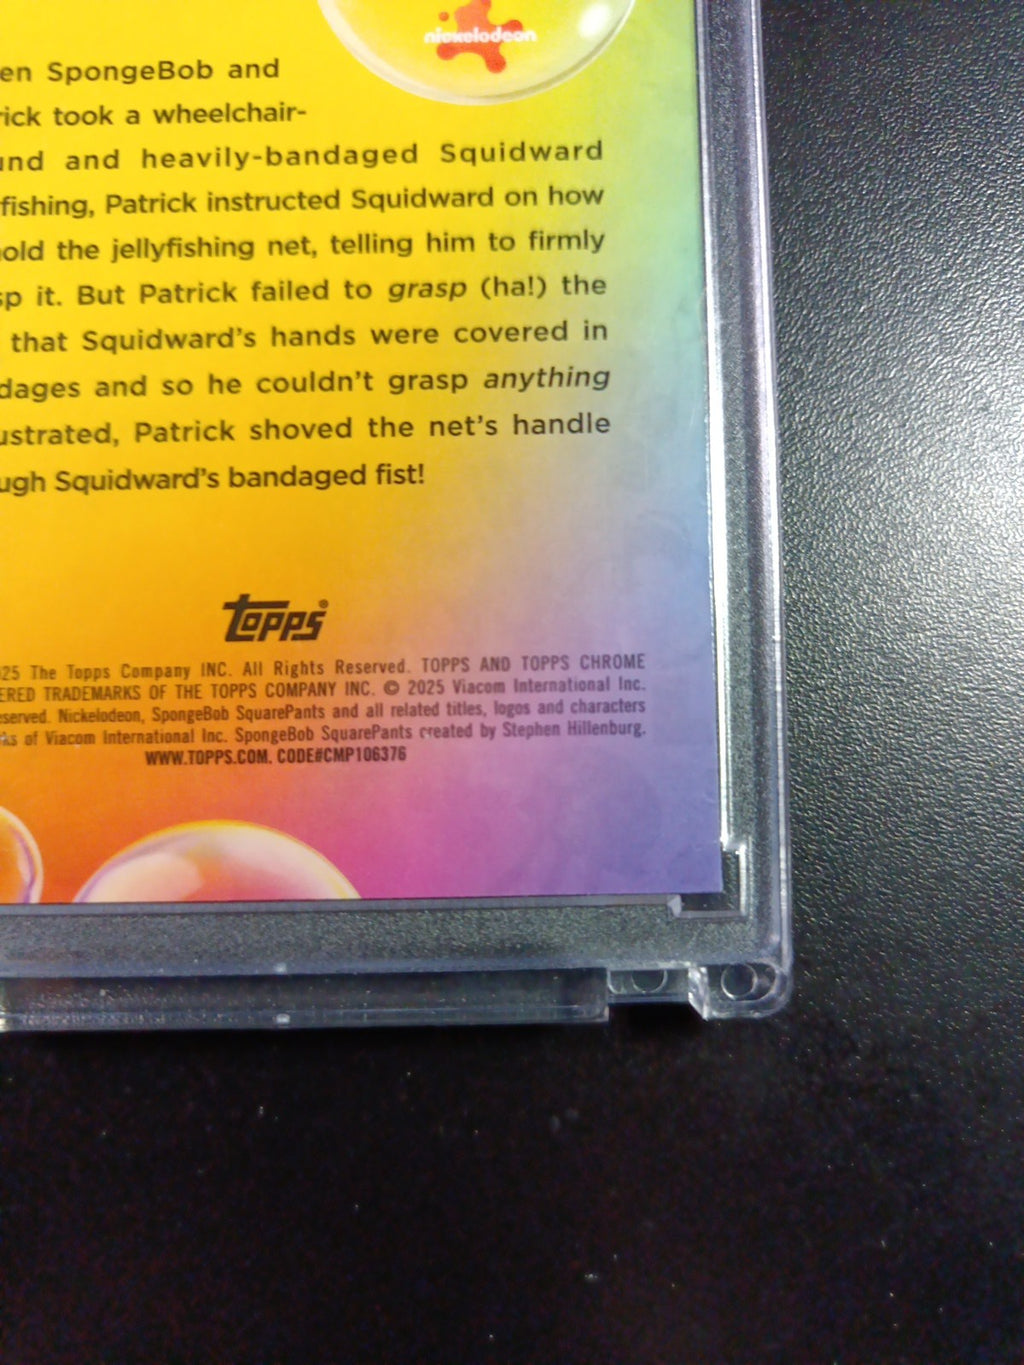 nickelodeon
en SpongeBob and
rick took a wheelchair-
und and heavily-bandaged Squidward
fishing, Patrick instructed Squidward on how
old the jellyfishing net, telling him to firmly
sp it. But Patrick failed to grasp (ha!) the
that Squidward's hands were covered in
dages and so he couldn't grasp anything
ustrated, Patrick shoved the net's handle
ugh Squidward's bandaged fist!
TOPPS®
25 The Topps Company INC. All Rights Reserved. TOPPS AND TOPPS CHROME
ERED TRADEMARKS OF THE TOPPS COMPANY INC. © 2025 Viacom International Inc.
served. Nickelodeon, SpongeBob SquarePants and all related titles, logos and characters
ks of Viacom International Inc. SpongeBob SquarePants created by Stephen Hillenburg.
WWW.TOPPS.COM. CODE#CMP106376